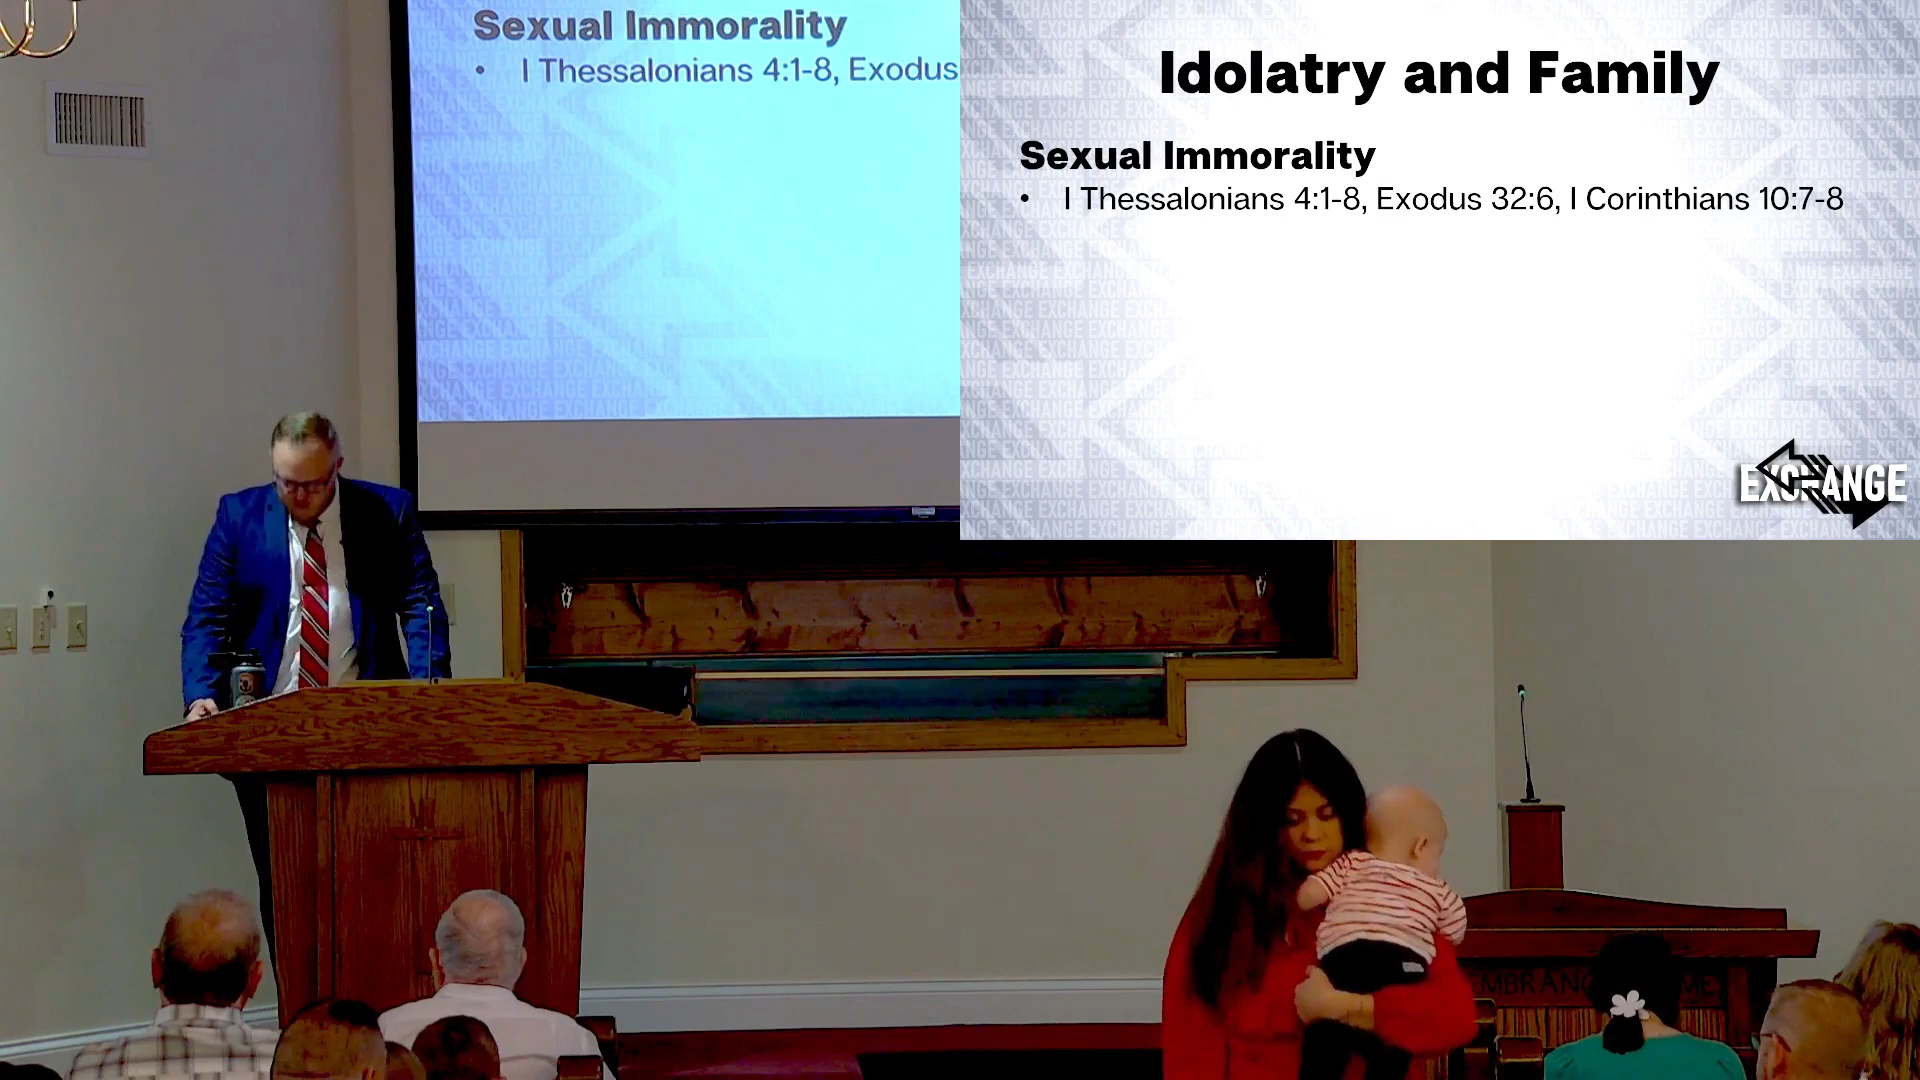 Sexual Immorality
• I Thessalonians 4:1-8, Exodus
Idolatry and Family
Sexual Immorality
• I Thessalonians 4:1-8, Exodus 32:6, I Corinthians 10:7-8
EXCHANGE